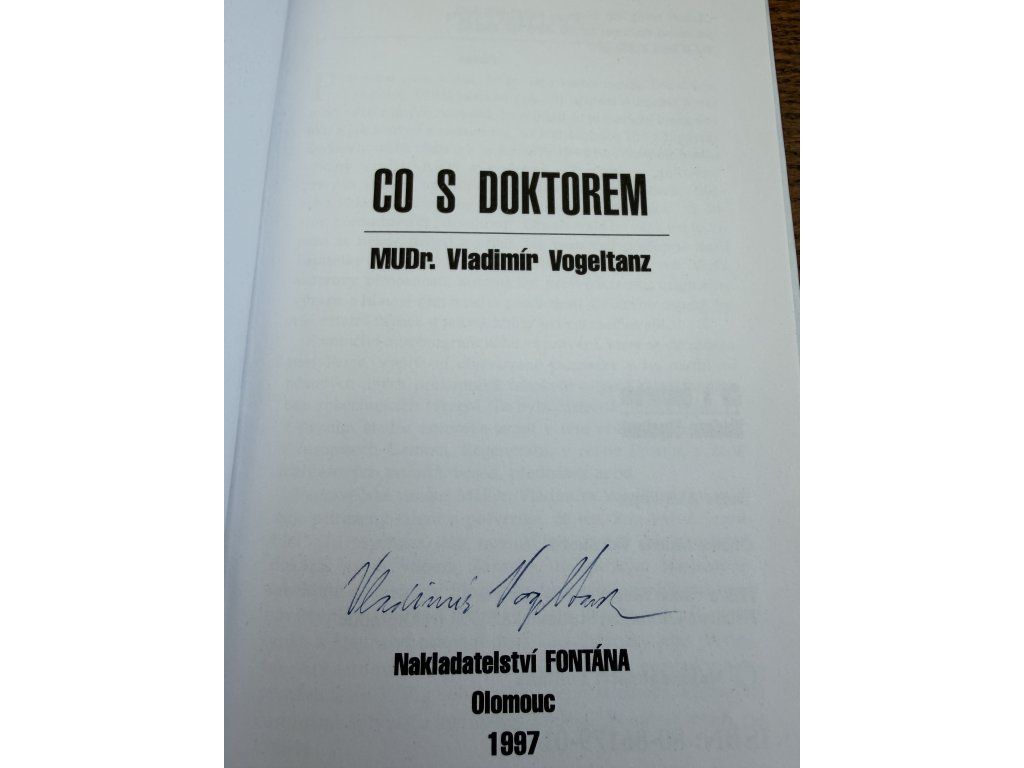 CO S DOKTOREM
MUDr. Vladimír Vogeltanz
Vladimír Vogeltanz
Nakladatelství FONTÁNA
Olomouc
1997